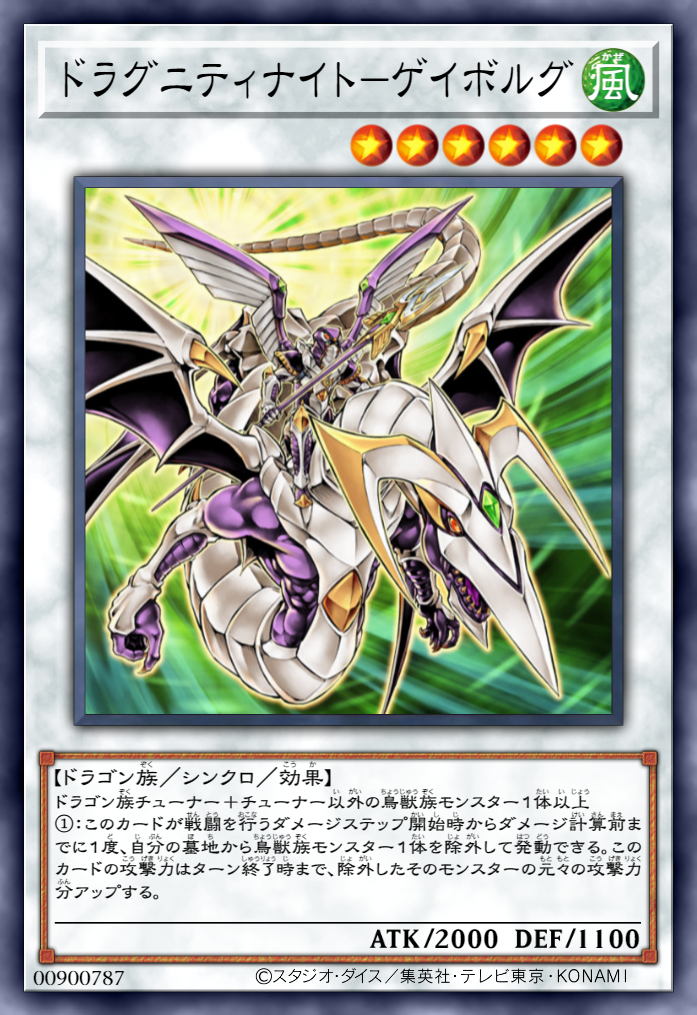 ドラグニティナイト－ゲイボルグ
風
【ドラゴン族／シンクロ／効果】
ドラゴン族チューナー＋チューナー以外の鳥獣族モンスター１体以上
①：このカードが戦闘を行うダメージステップ開始時からダメージ計算前ま
でに１度、自分の墓地から鳥獣族モンスター１体を除外して発動できる。この
カードの攻撃力はターン終了時まで、除外したそのモンスターの元々の攻撃力
分アップする。
ATK/2000 DEF/1100
00900787 ©スタジオ・ダイス／集英社・テレビ東京・KONAMI